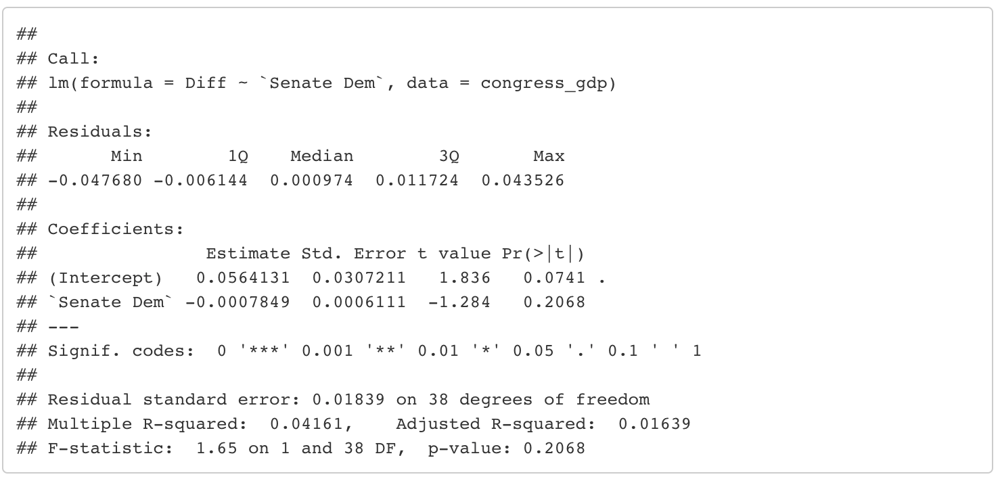 ##
## Call:
## lm(formula = Diff ~ `Senate Dem`, data = congress_gdp)
##
## Residuals:
##       Min        1Q    Median        3Q       Max
## -0.047680 -0.006144  0.000974  0.011724  0.043526
##
## Coefficients:
##                Estimate Std. Error t value Pr(>|t|)
## (Intercept)   0.0564131  0.0307211   1.836   0.0741 .
## `Senate Dem` -0.0007849  0.0006111  -1.284   0.2068
## ---
## Signif. codes:  0 '***' 0.001 '**' 0.01 '*' 0.05 '.' 0.1 ' ' 1
##
## Residual standard error: 0.01839 on 38 degrees of freedom
## Multiple R-squared:  0.04161,    Adjusted R-squared:  0.01639
## F-statistic:  1.65 on 1 and 38 DF,  p-value: 0.2068